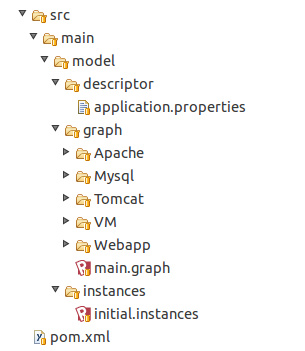 src
main
model
descriptor
application.properties
graph
Apache
Mysql
Tomcat
VM
Webapp
main.graph
instances
initial.instances
pom.xml